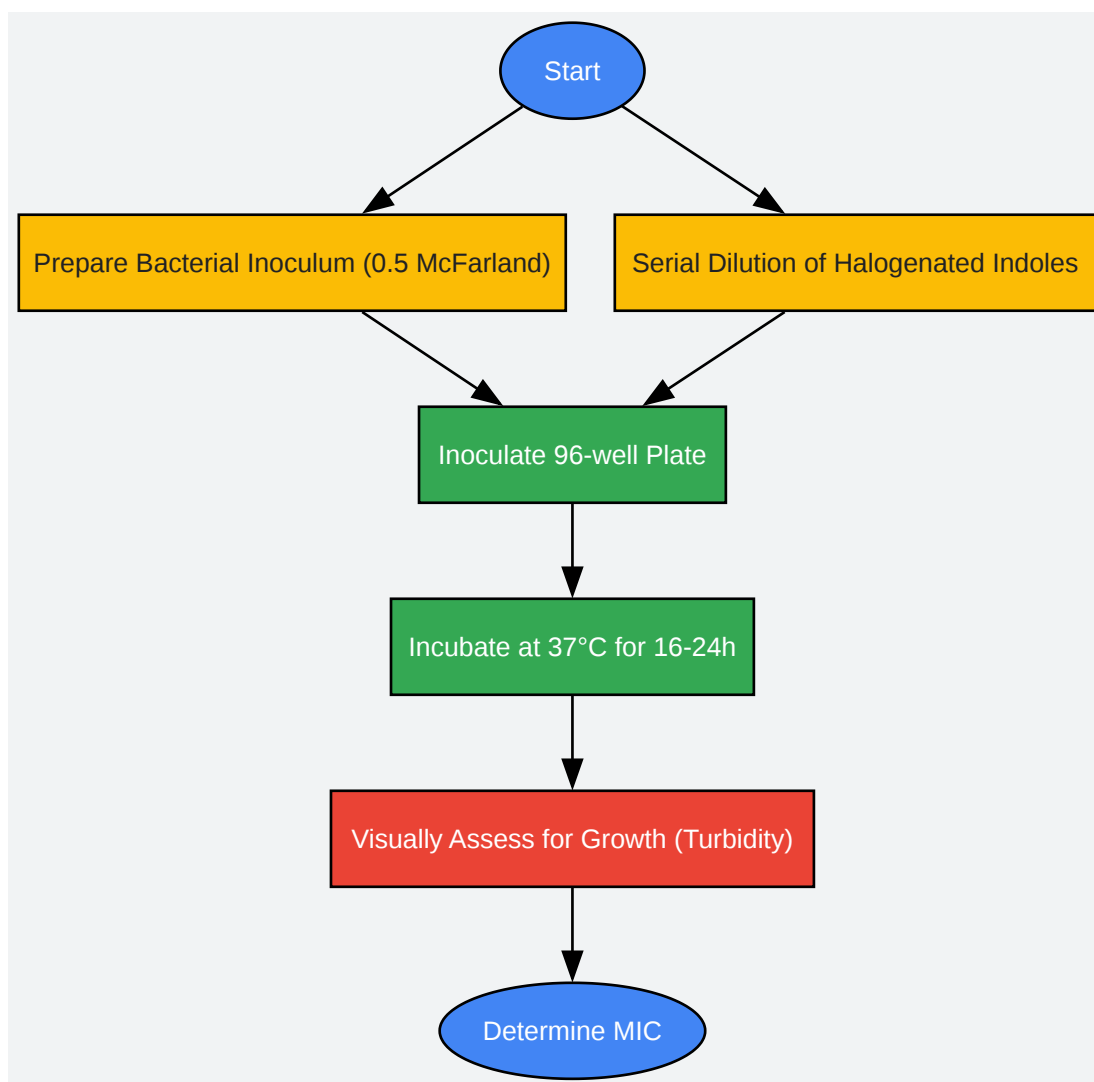 Start
Prepare Bacterial Inoculum (0.5 McFarland)
Serial Dilution of Halogenated Indoles
Inoculate 96-well Plate
Incubate at 37°C for 16-24h
Visually Assess for Growth (Turbidity)
Determine MIC